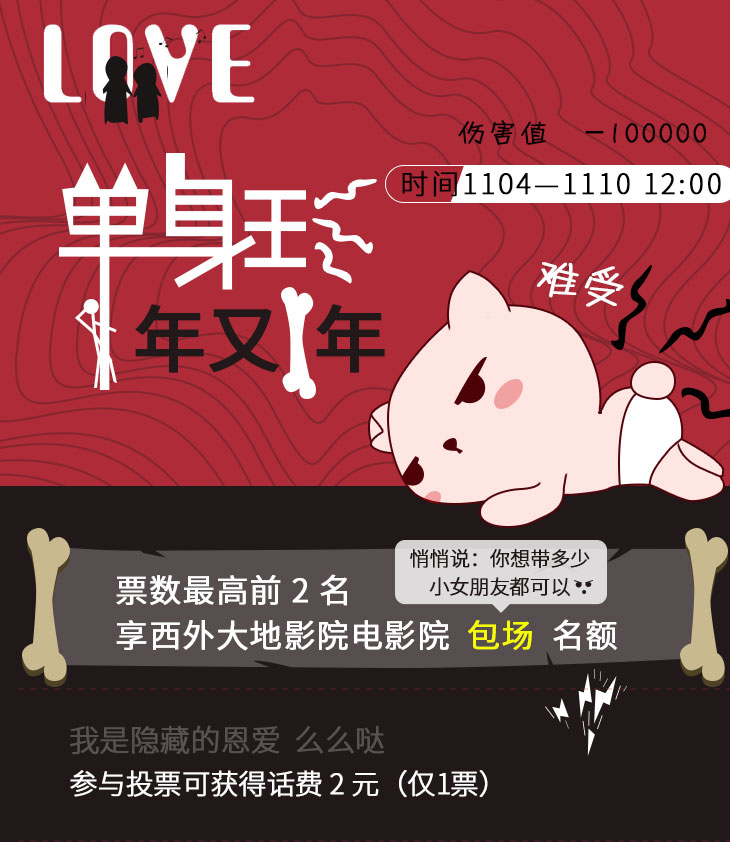 LOVE
伤害值 -100000
时间1104—1110 12:00
单身王
年又1年
难受
悄悄说：你想带多少
小女朋友都可以
票数最高前 2 名
享西外大地影院电影院 包场 名额
我是隐藏的恩爱 么么哒
参与投票可获得话费 2 元（仅1票）